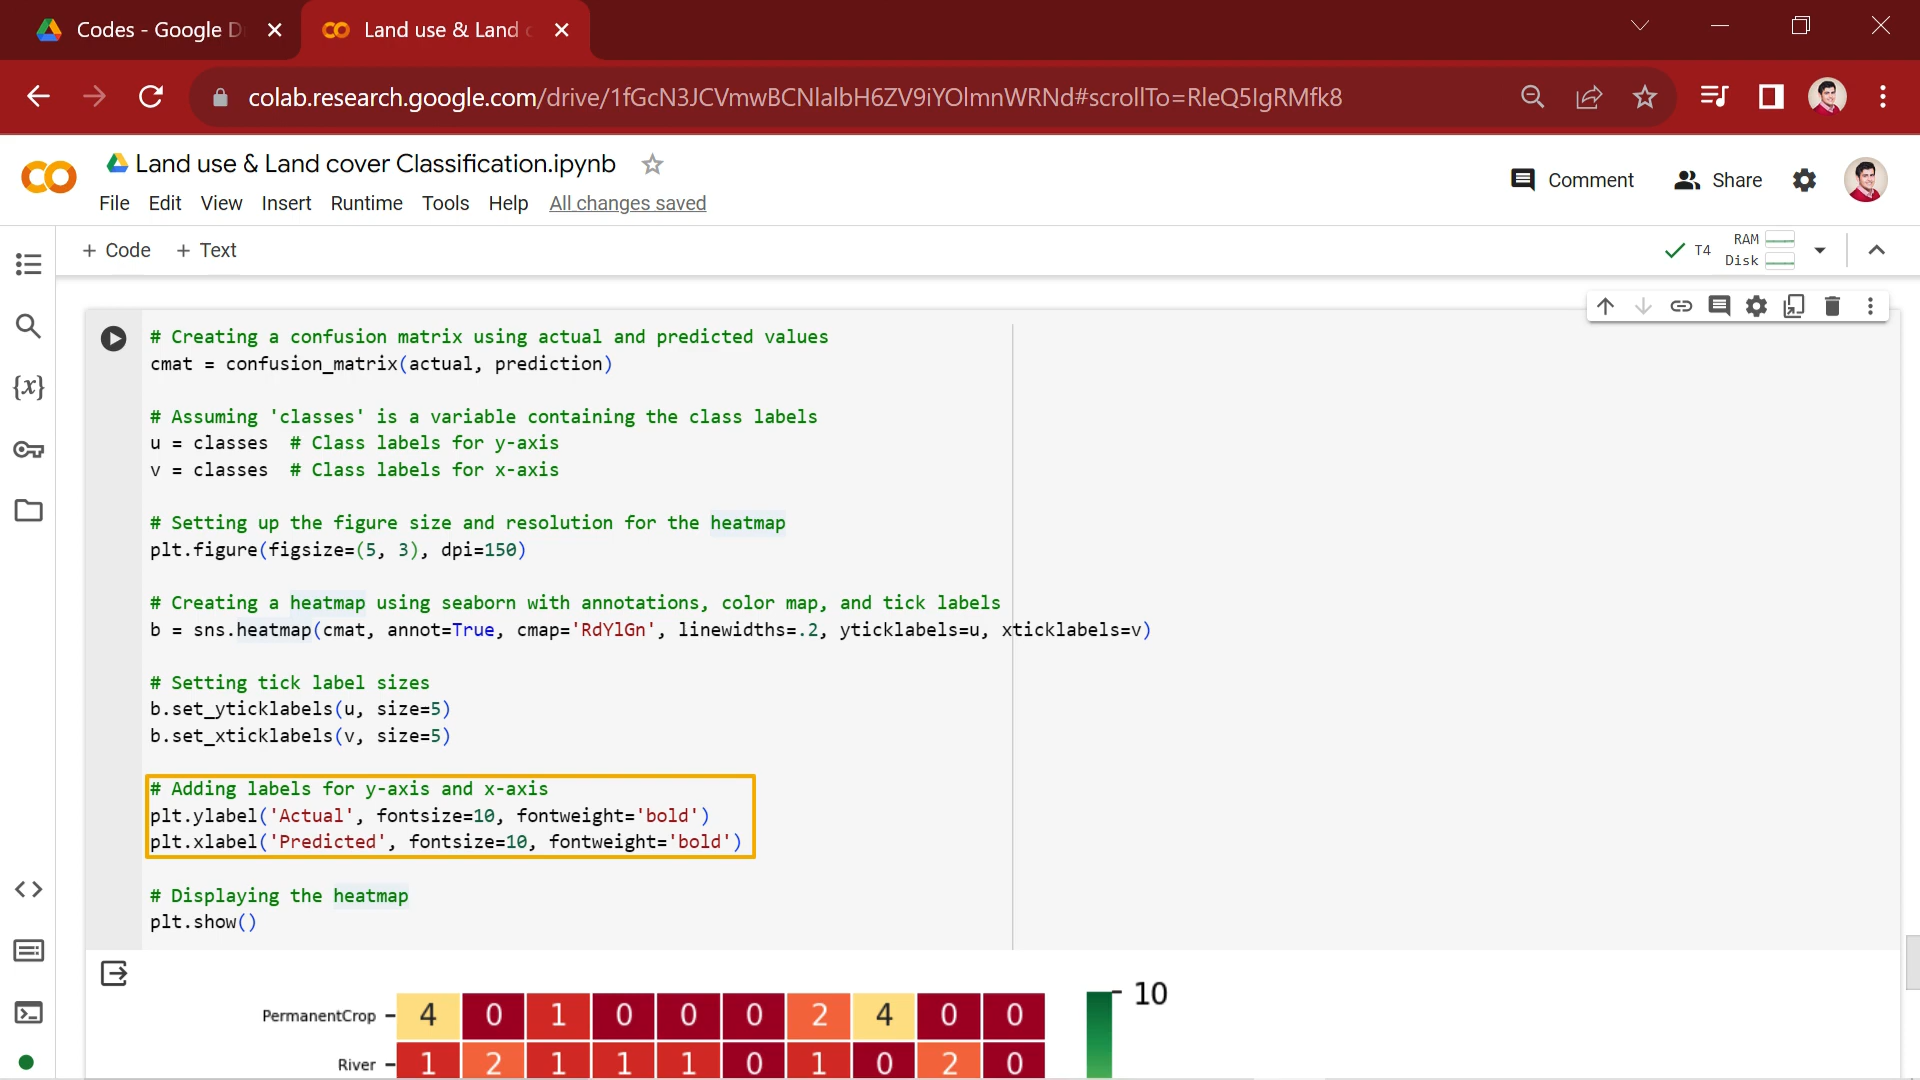 Codes - Google D
Land use & Land c
colab.research.google.com/drive/1fGcN3JCVmwBCNlalbH6ZV9iYOlmnWRNd#scrollTo=RleQ5IgRMfk8
Land use & Land cover Classification.ipynb
Comment
Share
File Edit View Insert Runtime Tools Help All changes saved
+ Code + Text
T4
RAM
Disk
{x}
# Creating a confusion matrix using actual and predicted values
cmat = confusion_matrix(actual, prediction)
# Assuming 'classes' is a variable containing the class labels
u = classes  # Class labels for y-axis
v = classes  # Class labels for x-axis
# Setting up the figure size and resolution for the heatmap
plt.figure(figsize=(5, 3), dpi=150)
# Creating a heatmap using seaborn with annotations, color map, and tick labels
b = sns.heatmap(cmat, annot=True, cmap='RdYlGn', linewidths=.2, yticklabels=u, xticklabels=v)
# Setting tick label sizes
b.set_yticklabels(u, size=5)
b.set_xticklabels(v, size=5)
# Adding labels for y-axis and x-axis
plt.ylabel('Actual', fontsize=10, fontweight='bold')
plt.xlabel('Predicted', fontsize=10, fontweight='bold')
# Displaying the heatmap
plt.show()
10
PermanentCrop 4 0 1 0 0 0 2 4 0 0
River 1 2 1 1 1 0 1 0 2 0